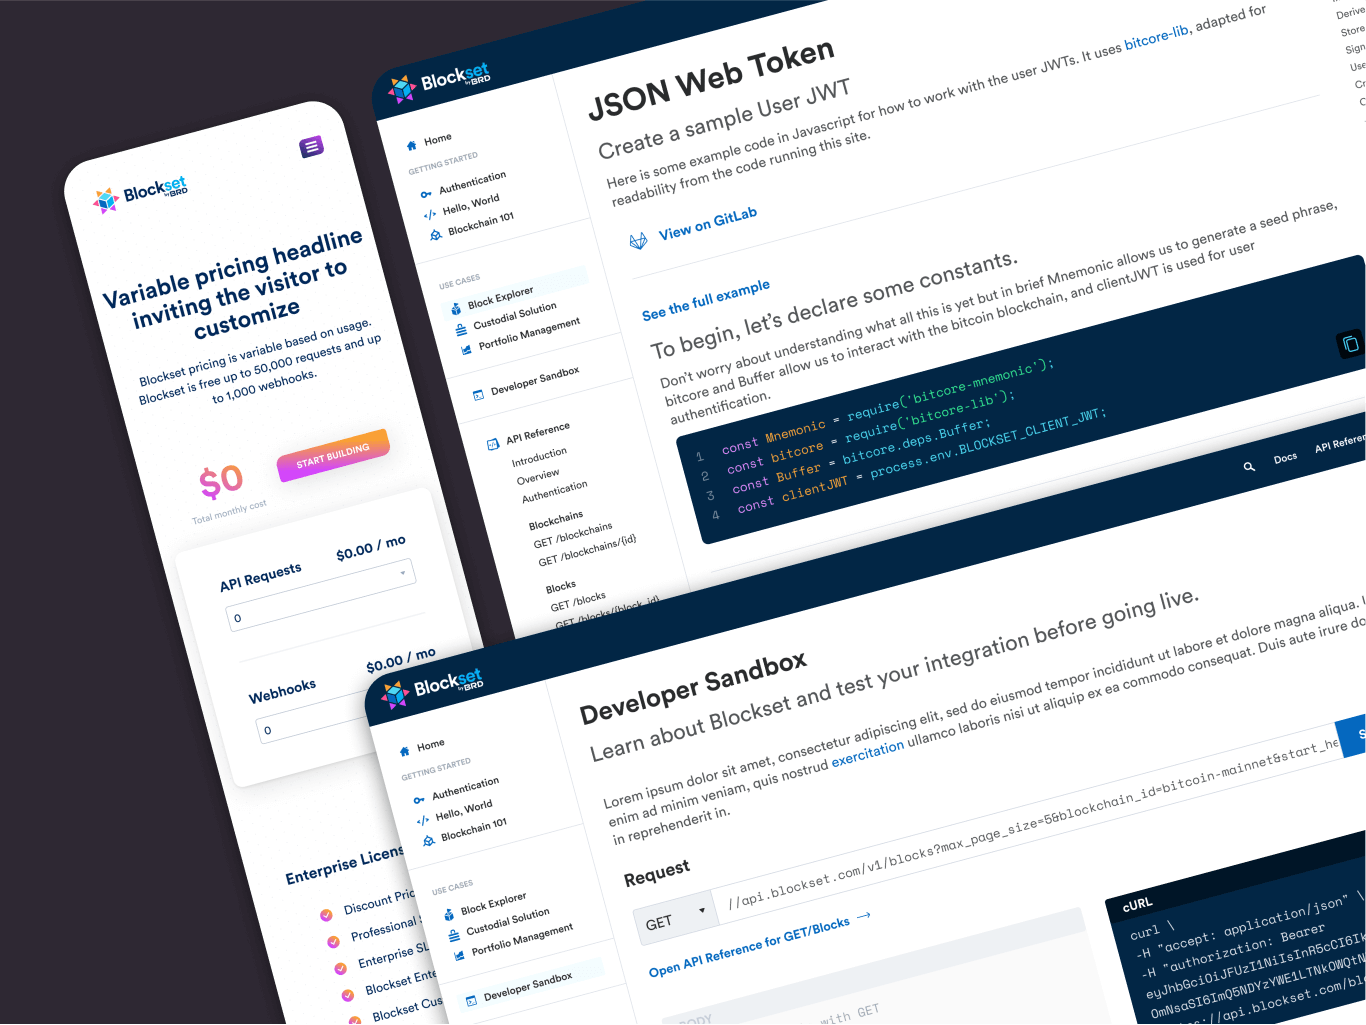 Blockset
by BRD
Variable pricing headline
inviting the visitor to
customize
Blockset pricing is variable based on usage.
Blockset is free up to 50,000 requests and up
to 1,000 webhooks.
$0
Total monthly cost
START BUILDING
API Requests
$0.00 / mo
0
Webhooks
$0.00 / mo
0
Enterprise Licens
Discount Pric
Professional S
Enterprise SL
Blockset Ente
Blockset Cus
Blockset
by BRD
Home
GETTING STARTED
Authentication
Hello, World
Blockchain 101
USE CASES
Block Explorer
Custodial Solution
Portfolio Management
Developer Sandbox
API Reference
Introduction
Overview
Authentication
Blockchains
GET /blockchains
GET /blockchains/{id}
Blocks
GET /blocks
GET /blocks/{block_id}
JSON Web Token
Create a sample User JWT
Here is some example code in Javascript for how to work with the user JWTs. It uses bitcore-lib, adapted for
readability from the code running this site.
View on GitLab
See the full example
To begin, let's declare some constants.
Don't worry about understanding what all this is yet but in brief Mnemonic allows us to generate a seed phrase,
bitcore and Buffer allow us to interact with the bitcoin blockchain, and clientJWT is used for user
authentification.
1 const Mnemonic = require('bitcore-mnemonic');
2 const bitcore = require('bitcore-lib');
3 const Buffer = bitcore.deps.Buffer;
4 const clientJWT = process.env.BLOCKSET_CLIENT_JWT;
Derive
Store
Sign
Use
Cr
C
Docs
API Referenc
Blockset
by BRD
Home
GETTING STARTED
Authentication
Hello, World
Blockchain 101
USE CASES
Block Explorer
Custodial Solution
Portfolio Management
Developer Sandbox
Developer Sandbox
Learn about Blockset and test your integration before going live.
Lorem ipsum dolor sit amet, consectetur adipiscing elit, sed do eiusmod tempor incididunt ut labore et dolore magna aliqua.
enim ad minim veniam, quis nostrud exercitation ullamco laboris nisi ut aliquip ex ea commodo consequat. Duis aute irure do
in reprehenderit in.
Request
GET
//api.blockset.com/v1/blocks?max_page_size=5&blockchain_id=bitcoin-mainnet&start_he
S
Open API Reference for GET/Blocks →
BODY
with GET
cURL
curl \
-H "accept: application/json" \
-H "authorization: Bearer
eyJhbGciOiJFUzI1NiIsInR5cCI6Ik
OmNsaSI6ImQ5NDYzYWE1LTNkOWQtN
://api.blockset.com/blo